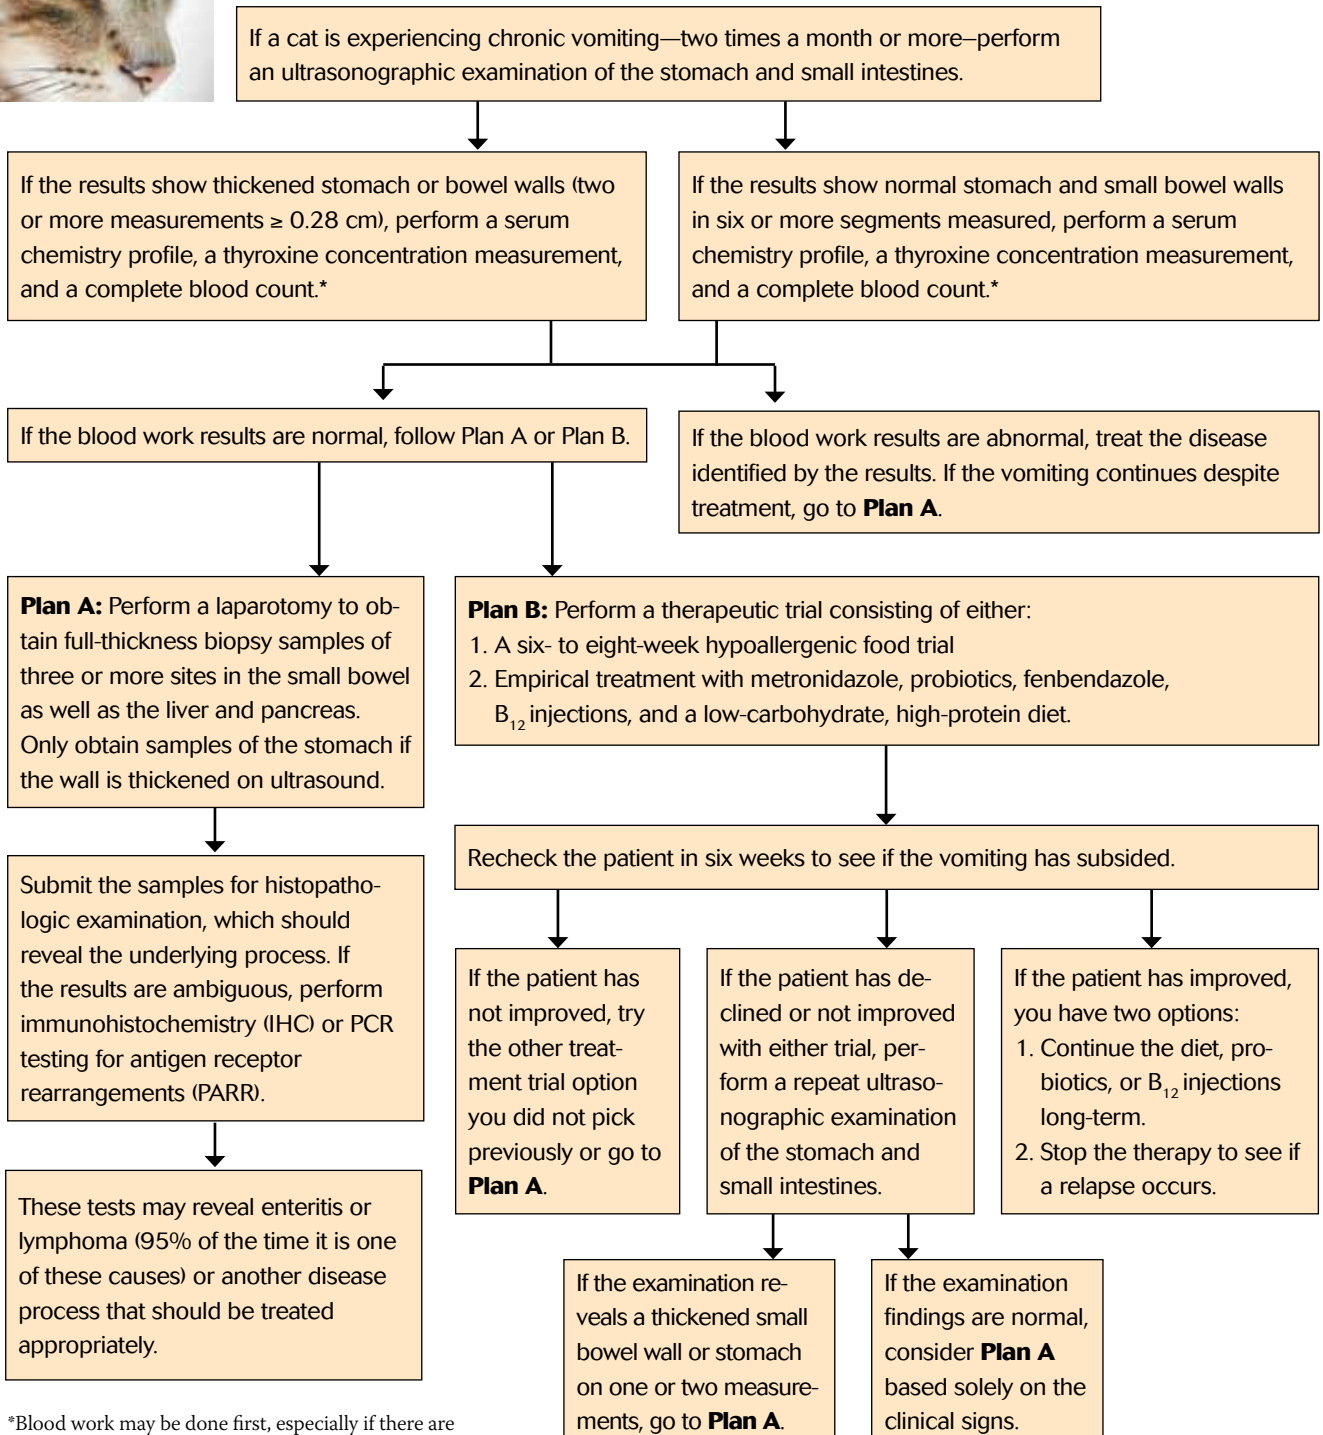 If a cat is experiencing chronic vomiting—two times a month or more–perform
an ultrasonographic examination of the stomach and small intestines.
If the results show thickened stomach or bowel walls (two
or more measurements ≥ 0.28 cm), perform a serum
chemistry profile, a thyroxine concentration measurement,
and a complete blood count.*
If the results show normal stomach and small bowel walls
in six or more segments measured, perform a serum
chemistry profile, a thyroxine concentration measurement,
and a complete blood count.*
If the blood work results are normal, follow Plan A or Plan B.
If the blood work results are abnormal, treat the disease
identified by the results. If the vomiting continues despite
treatment, go to Plan A.
Plan A: Perform a laparotomy to ob-
tain full-thickness biopsy samples of
three or more sites in the small bowel
as well as the liver and pancreas.
Only obtain samples of the stomach if
the wall is thickened on ultrasound.
Plan B: Perform a therapeutic trial consisting of either:
1. A six- to eight-week hypoallergenic food trial
2. Empirical treatment with metronidazole, probiotics, fenbendazole,
B12 injections, and a low-carbohydrate, high-protein diet.
Recheck the patient in six weeks to see if the vomiting has subsided.
Submit the samples for histopatho-
logic examination, which should
reveal the underlying process. If
the results are ambiguous, perform
immunohistochemistry (IHC) or PCR
testing for antigen receptor
rearrangements (PARR).
If the patient has
not improved, try
the other treat-
ment trial option
you did not pick
previously or go to
Plan A.
If the patient has de-
clined or not improved
with either trial, per-
form a repeat ultraso-
nographic examination
of the stomach and
small intestines.
If the patient has improved,
you have two options:
1. Continue the diet, pro-
biotics, or B12 injections
long-term.
2. Stop the therapy to see if
a relapse occurs.
These tests may reveal enteritis or
lymphoma (95% of the time it is one
of these causes) or another disease
process that should be treated
appropriately.
If the examination re-
veals a thickened small
bowel wall or stomach
on one or two measure-
ments, go to Plan A.
If the examination
findings are normal,
consider Plan A
based solely on the
clinical signs.
*Blood work may be done first, especially if there are